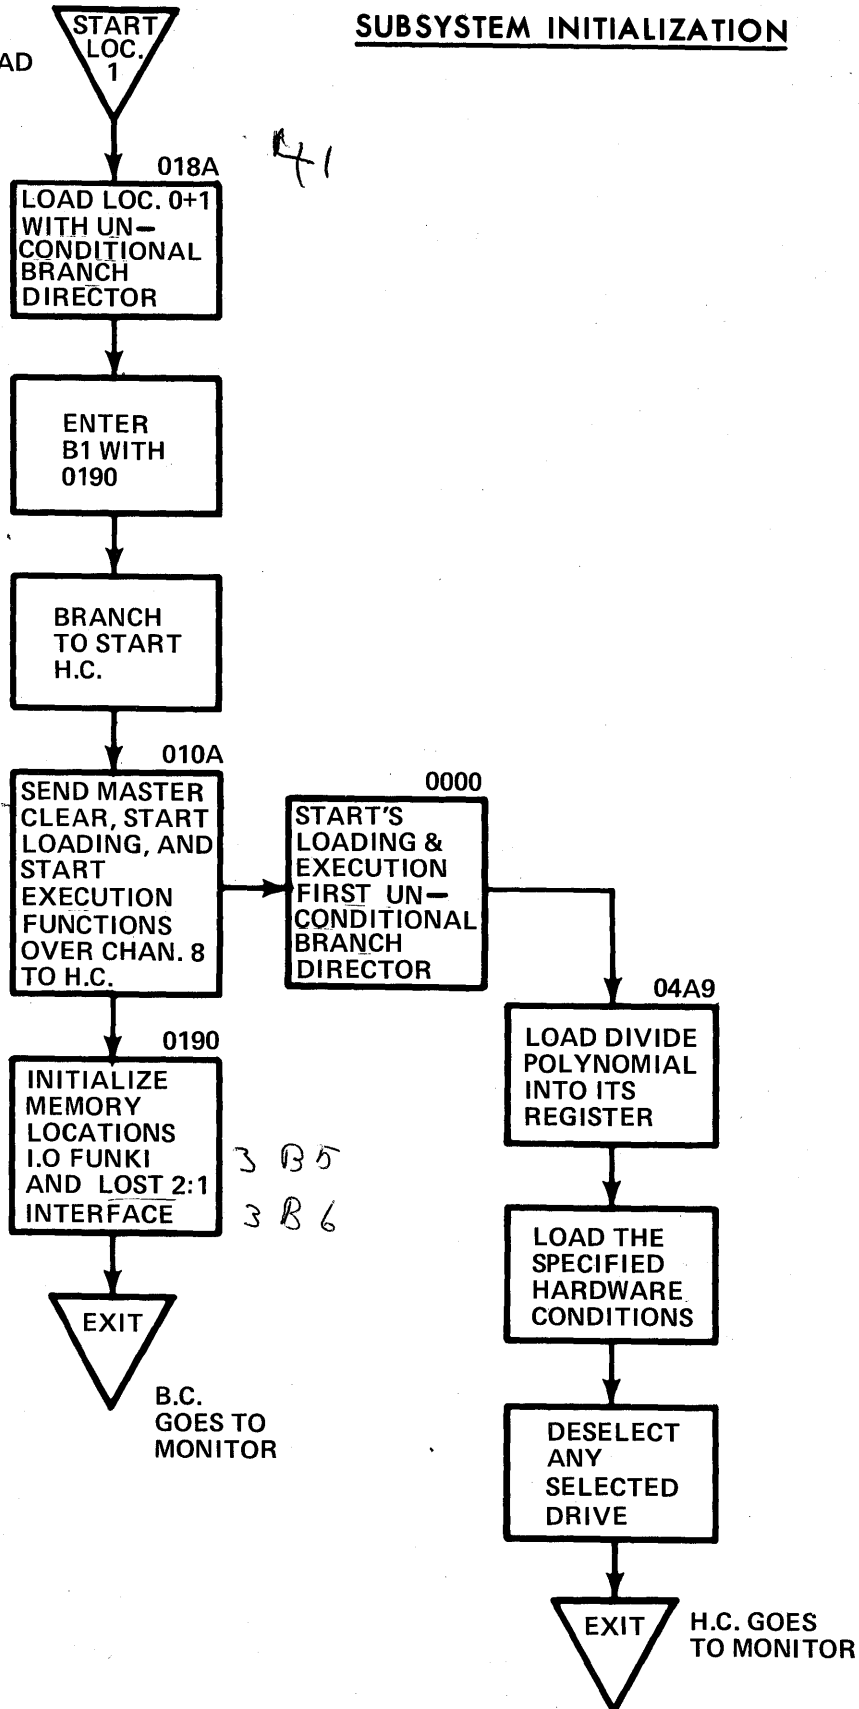 SUBSYSTEM INITIALIZATION
START
LOC.
1
AD
41
018A
LOAD LOC. 0+1
WITH UN—
CONDITIONAL
BRANCH
DIRECTOR
ENTER
B1 WITH
0190
BRANCH
TO START
H.C.
010A
SEND MASTER
CLEAR, START
LOADING, AND
START
EXECUTION
FUNCTIONS
OVER CHAN. 8
TO H.C.
0000
START'S
LOADING &
EXECUTION
FIRST UN—
CONDITIONAL
BRANCH
DIRECTOR
0190
INITIALIZE
MEMORY
LOCATIONS
I.O FUNKI
AND LOST 2:1
INTERFACE
3 B5
3 B6
EXIT
B.C.
GOES TO
MONITOR
04A9
LOAD DIVIDE
POLYNOMIAL
INTO ITS
REGISTER
LOAD THE
SPECIFIED
HARDWARE
CONDITIONS
DESELECT
ANY
SELECTED
DRIVE
EXIT
H.C. GOES
TO MONITOR